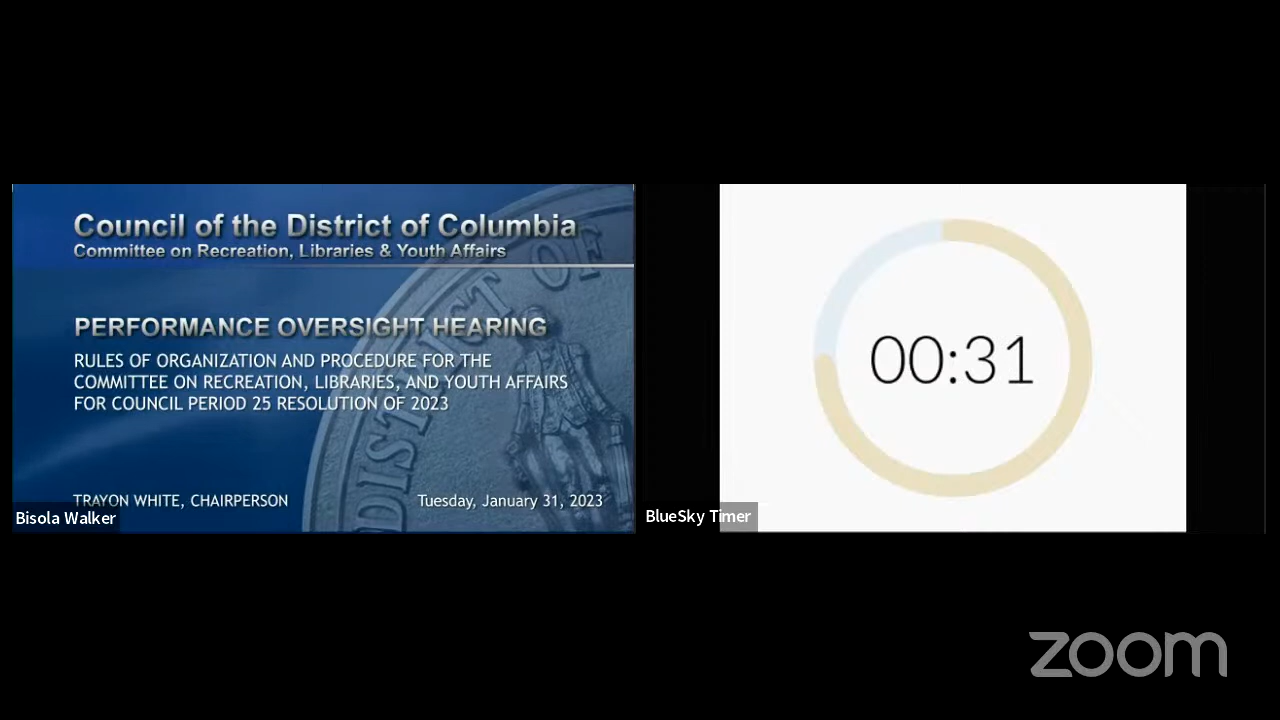 Council of the District of Columbia
Committee on Recreation, Libraries & Youth Affairs
PERFORMANCE OVERSIGHT HEARING
RULES OF ORGANIZATION AND PROCEDURE FOR THE
COMMITTEE ON RECREATION, LIBRARIES, AND YOUTH AFFAIRS
FOR COUNCIL PERIOD 25 RESOLUTION OF 2023
TRAYON WHITE, CHAIRPERSON
Tuesday, January 31, 2023
DISTRICT OF
Bisola Walker
00:31
BlueSky Timer
zoom